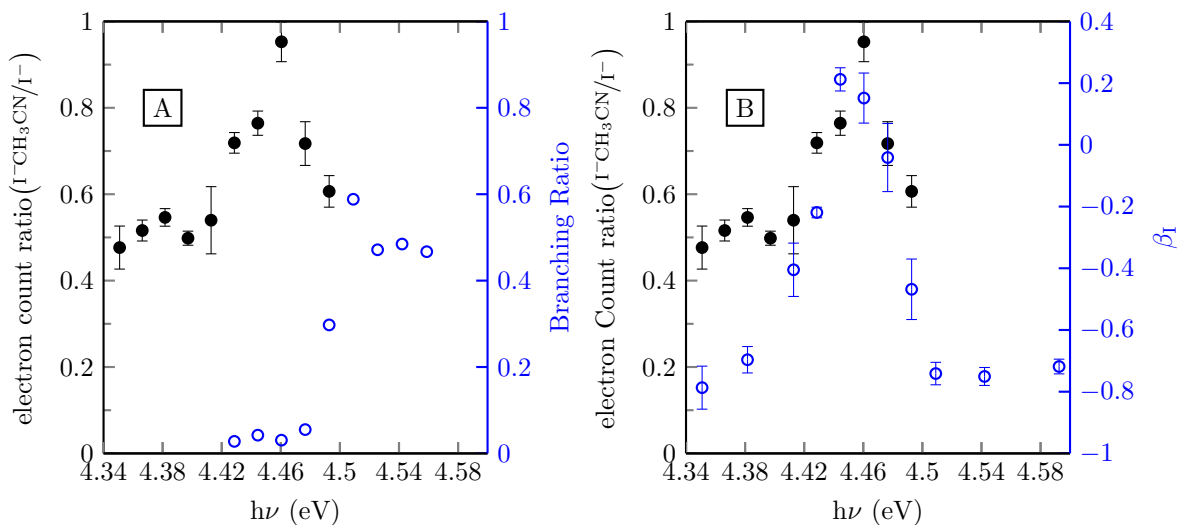 A
electron count ratio(I⁻CH₃CN/I⁻)
1
0.8
0.6
0.4
0.2
0
4.34 4.38 4.42 4.46 4.5 4.54 4.58
hν (eV)
1
0.8
0.6
0.4
0.2
0
Branching Ratio
B
electron Count ratio(I⁻CH₃CN/I⁻)
1
0.8
0.6
0.4
0.2
0
4.34 4.38 4.42 4.46 4.5 4.54 4.58
hν (eV)
0.4
0.2
0
−0.2
−0.4
−0.6
−0.8
−1
βI